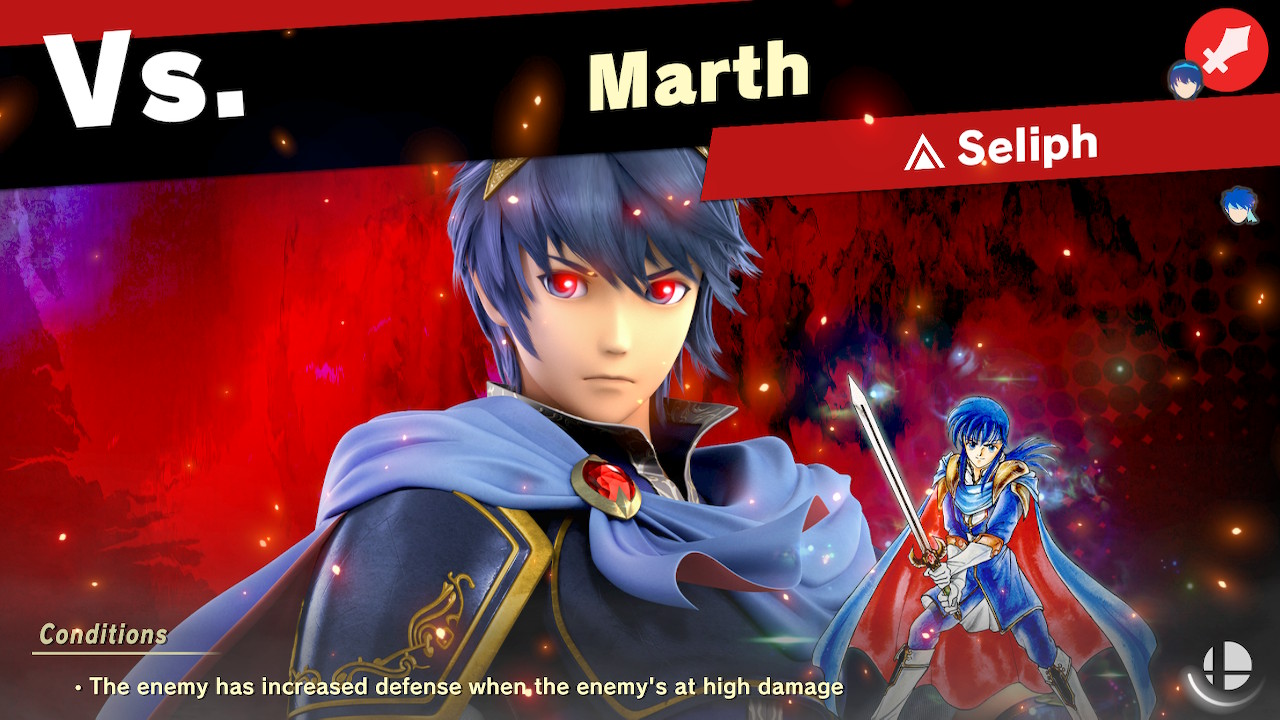 Vs.
Marth
Seliph
Conditions
• The enemy has increased defense when the enemy's at high damage